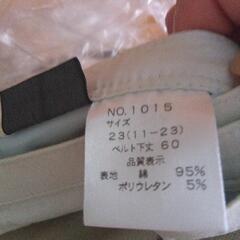 NO.1015
サイズ
23(11-23)
ベルト下丈 60
品質表示
表地 綿 95%
ポリウレタン 5%